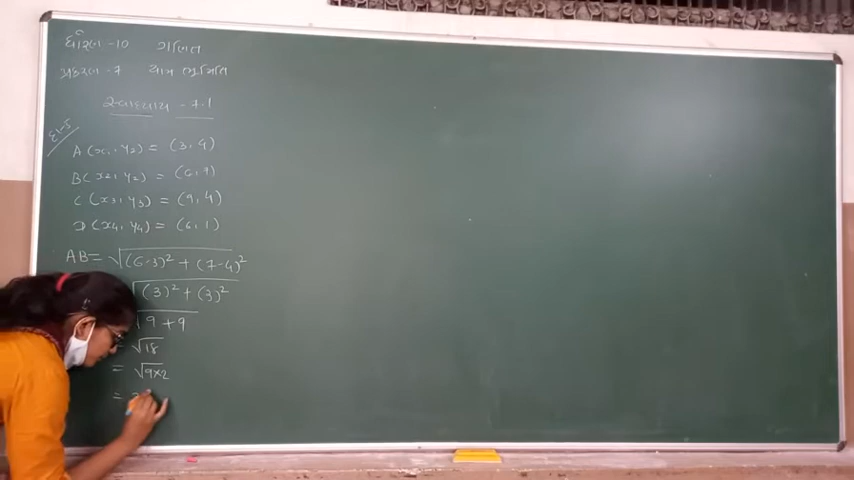 ધોરણ -10 ગણિત
પ્રકરણ -7 યામ ભૂમિતિ
સ્વાધ્યાય - 7.1
દા-5
A (x₁, y₂) = (3, 4)
B (x₂, y₂) = (6, 7)
C (x₃, y₃) = (9, 4)
D (x₄, y₄) = (6, 1)
AB = √(6-3)² + (7-4)²
√(3)² + (3)²
√9 + 9
= √18
= √9×2
=